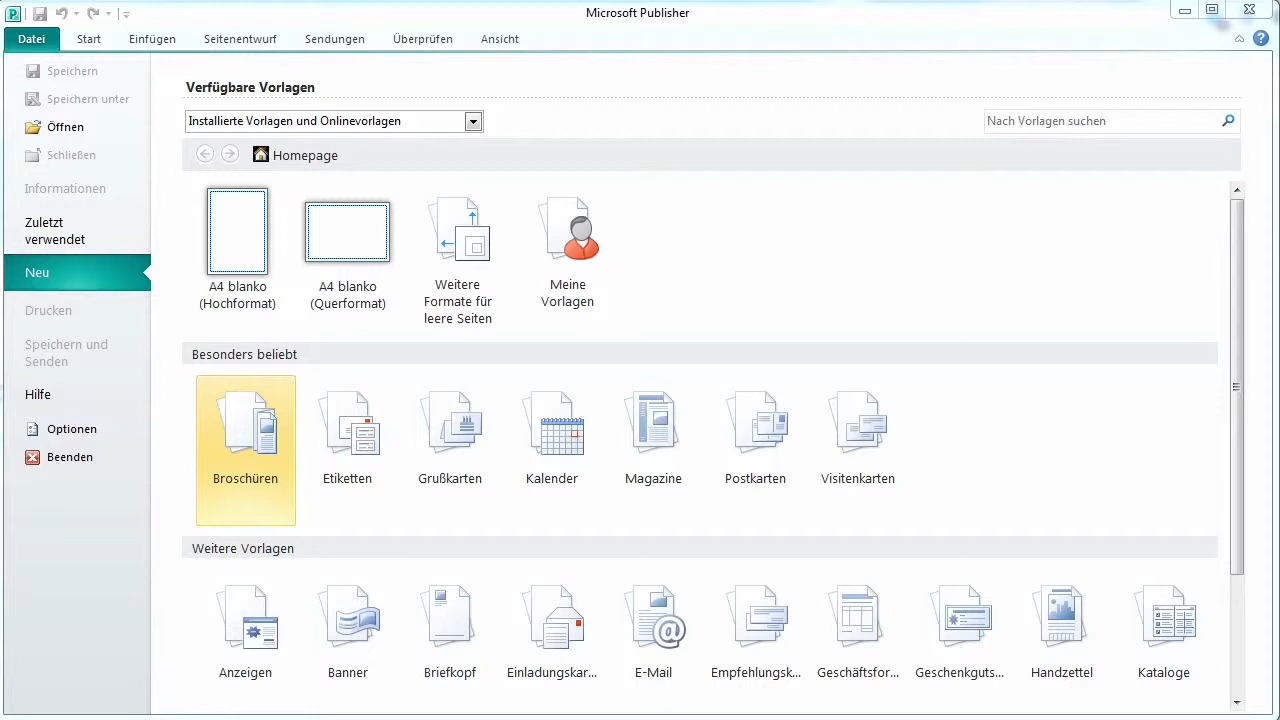 Microsoft Publisher
Datei Start Einfügen Seitenentwurf Sendungen Überprüfen Ansicht
Speichern
Speichern unter
Öffnen
Schließen
Informationen
Zuletzt
verwendet
Neu
Drucken
Speichern und
Senden
Hilfe
Optionen
Beenden
Verfügbare Vorlagen
Installierte Vorlagen und Onlinevorlagen
Nach Vorlagen suchen
Homepage
A4 blanko
(Hochformat)
A4 blanko
(Querformat)
Weitere
Formate für
leere Seiten
Meine
Vorlagen
Besonders beliebt
Broschüren
Etiketten
Grußkarten
Kalender
Magazine
Postkarten
Visitenkarten
Weitere Vorlagen
Anzeigen
Banner
Briefkopf
Einladungskar...
E-Mail
Empfehlungsk...
Geschäftsfor...
Geschenkguts...
Handzettel
Kataloge